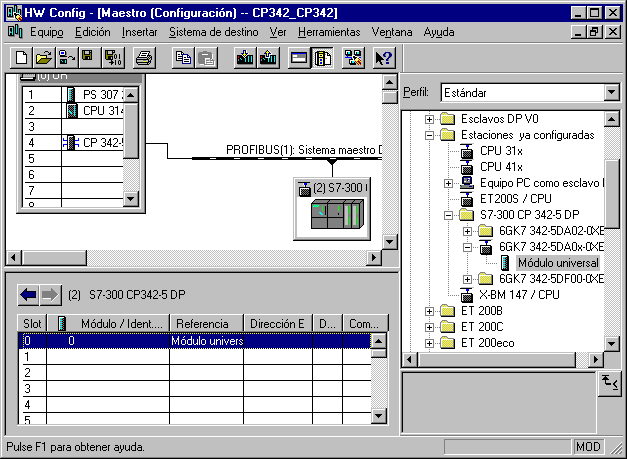 HW Config - [Maestro (Configuración) -- CP342_CP342]
Equipo Edición Insertar Sistema de destino Ver Herramientas Ventana Ayuda
(0) UR
1 PS 307 2
2 CPU 314
3
4 CP 342-5
5
6
7
8
PROFIBUS(1): Sistema maestro D
(2) S7-300
Perfil: Estándar
Esclavos DP V0
Estaciones ya configuradas
CPU 31x
CPU 41x
Equipo PC como esclavo
ET200S / CPU
S7-300 CP 342-5 DP
6GK7 342-5DA02-0XE
6GK7 342-5DA0x-0XE
Módulo universal
6GK7 342-5DF00-0XE
X-BM 147 / CPU
ET 200B
ET 200C
ET 200eco
(2) S7-300 CP342-5 DP
Slot Módulo / Ident.... Referencia Dirección E D... Com...
0 0 Módulo univers
1
2
3
4
5
Pulse F1 para obtener ayuda. MOD